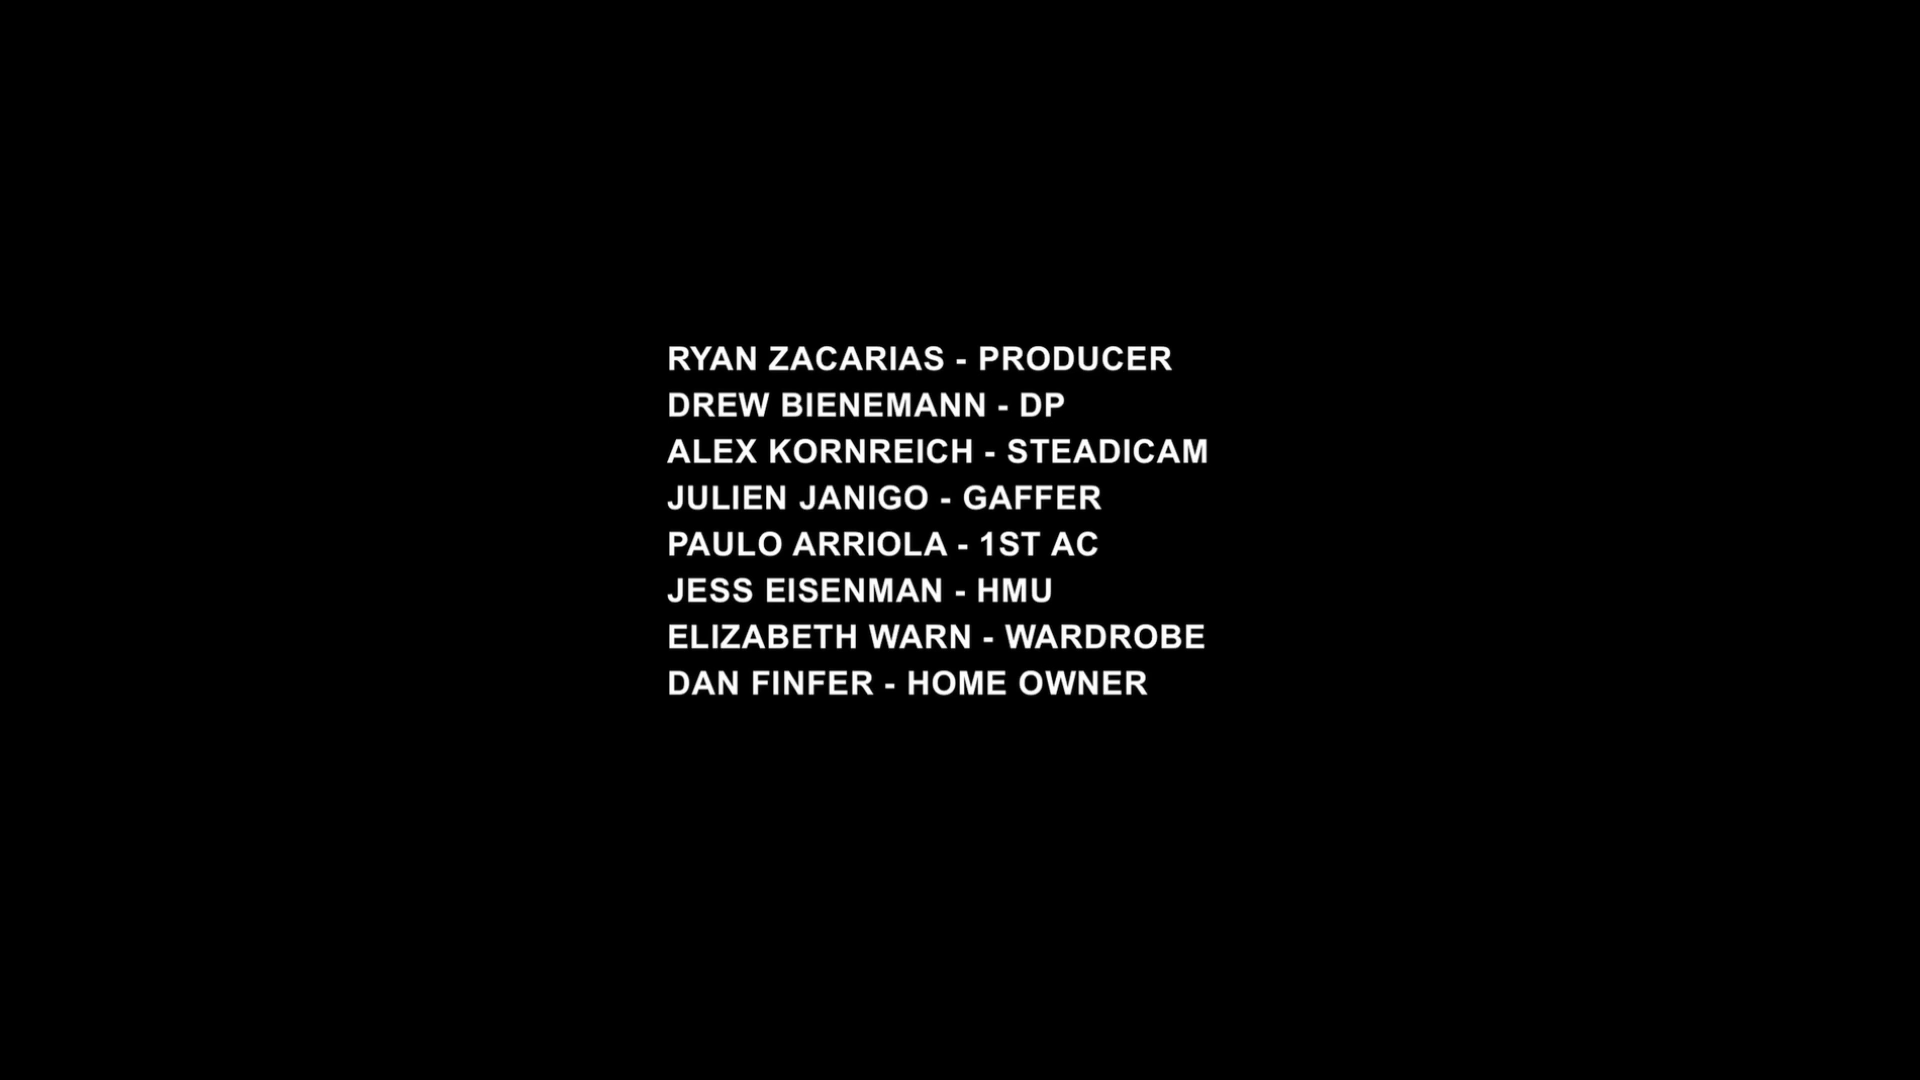 RYAN ZACARIAS - PRODUCER
DREW BIENEMANN - DP
ALEX KORNREICH - STEADICAM
JULIEN JANIGO - GAFFER
PAULO ARRIOLA - 1ST AC
JESS EISENMAN - HMU
ELIZABETH WARN - WARDROBE
DAN FINFER - HOME OWNER